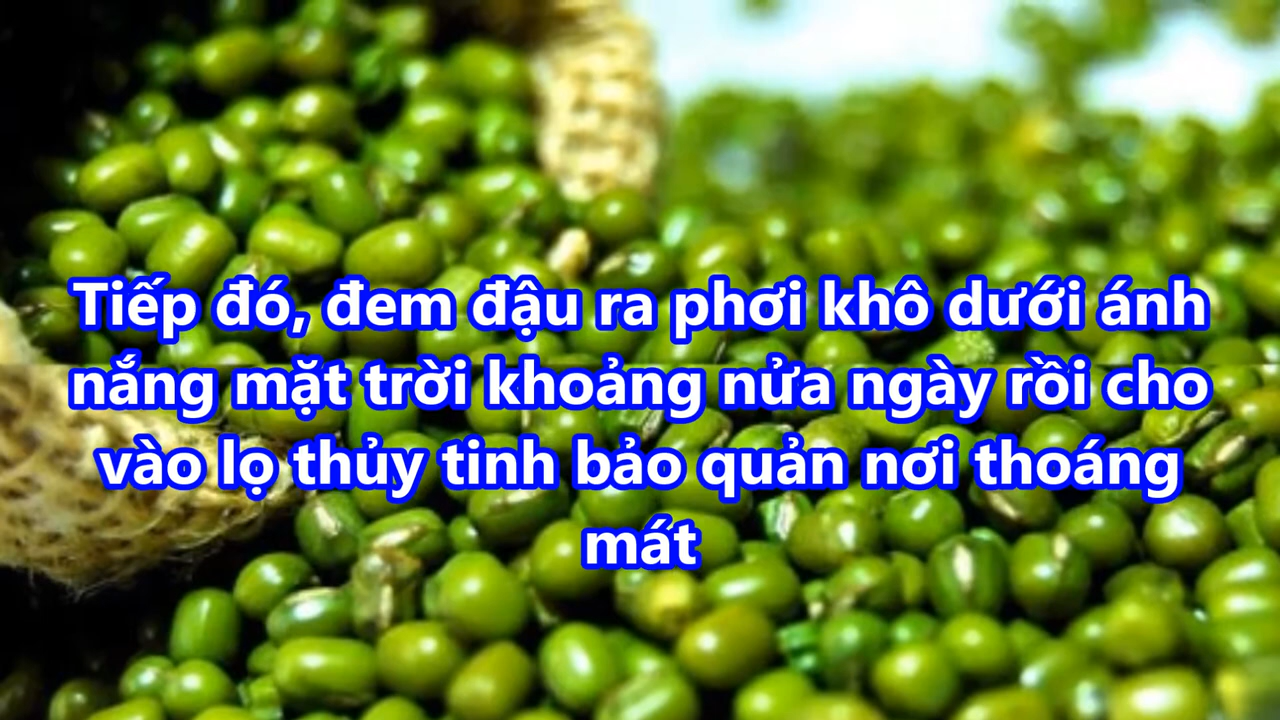 Tiếp đó, đem đậu ra phơi khô dưới ánh
nắng mặt trời khoảng nửa ngày rồi cho
vào lọ thủy tinh bảo quản nơi thoáng
mát